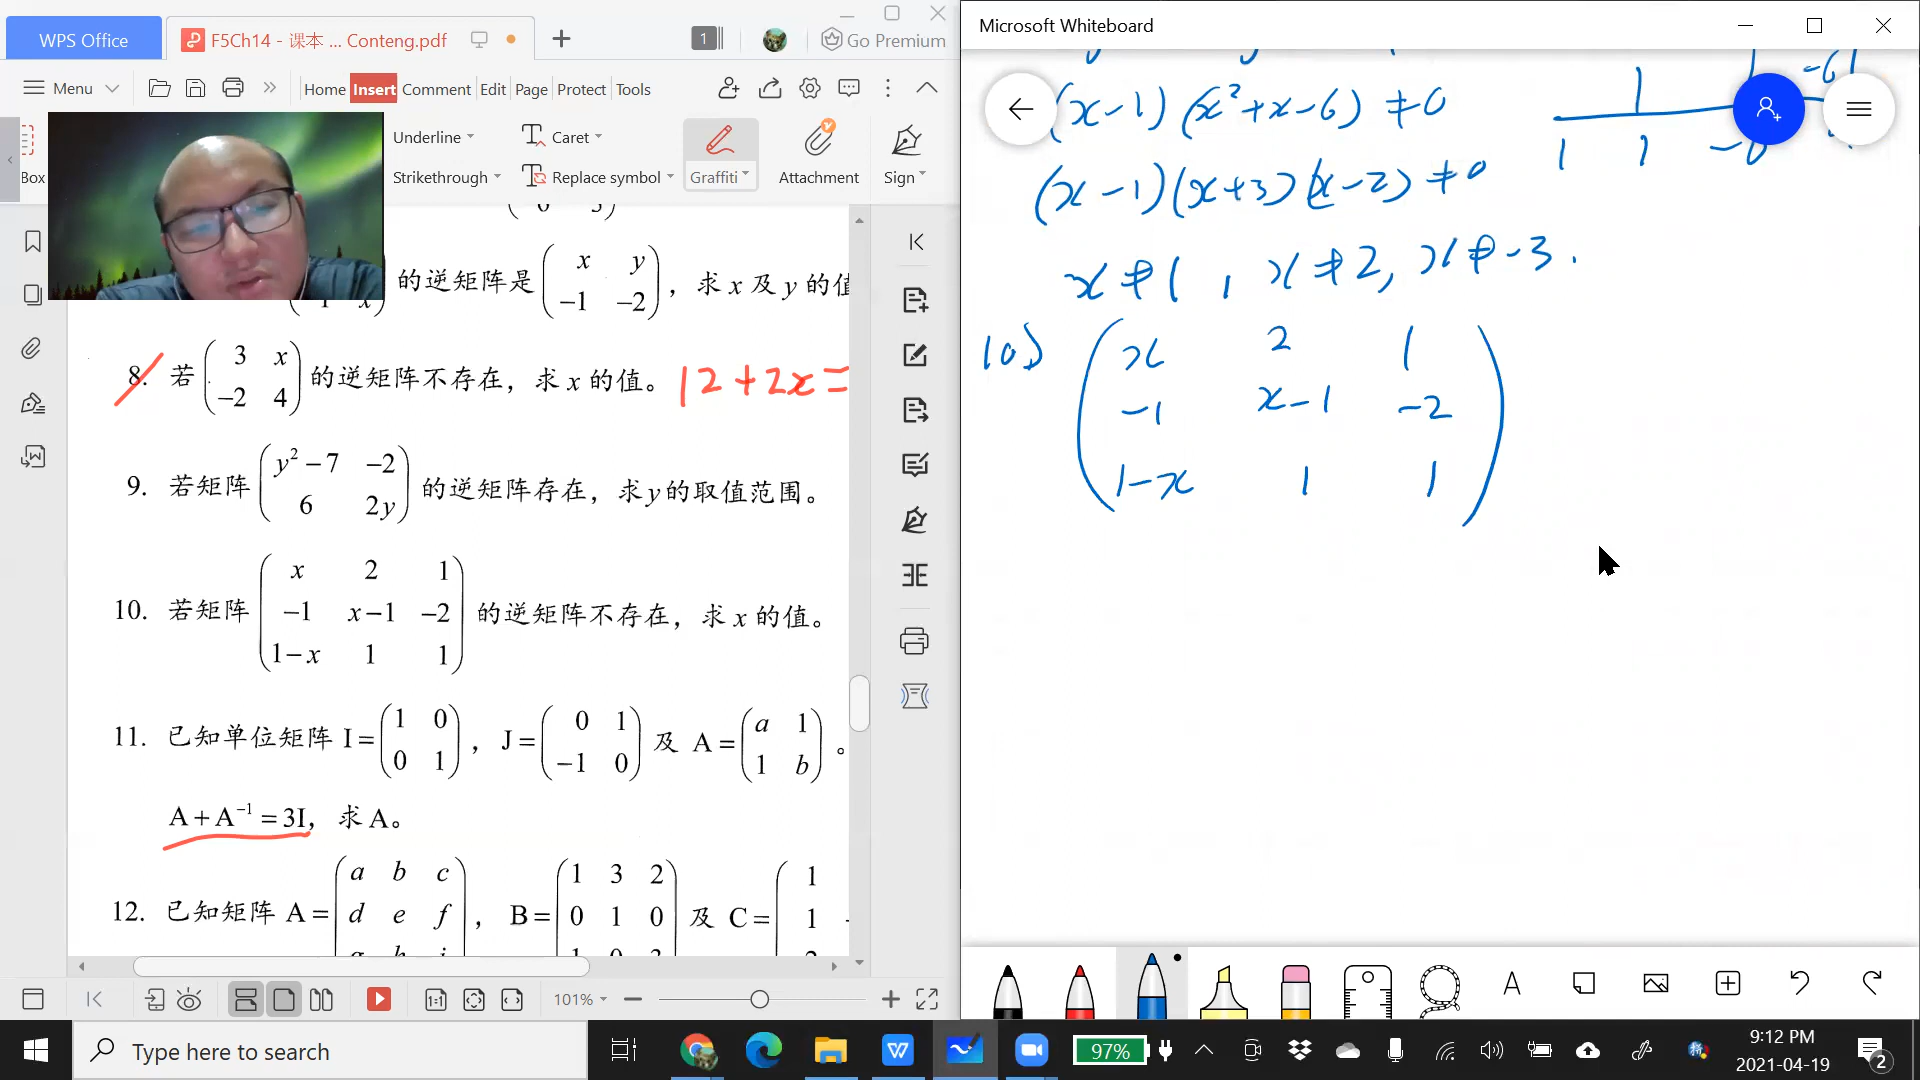 WPS Office
F5Ch14 - 课本 ... Conteng.pdf
1
Go Premium
Menu
Home Insert Comment Edit Page Protect Tools
Box
Underline
Strikethrough
Caret
Replace symbol
Graffiti
Attachment
Sign
的逆矩阵是 x y -1 -2 ，求 x 及 y 的值
8. 若 3 x -2 4 的逆矩阵不存在，求 x 的值。 12+2x=
9. 若矩阵 y² − 7 −2 6 2y 的逆矩阵存在，求y的取值范围。
10. 若矩阵 x 2 1 −1 x−1 −2 1−x 1 1 的逆矩阵不存在，求 x 的值。
11. 已知单位矩阵 I = 1 0 0 1 ，J = 0 1 −1 0 及 A = a 1 1 b 。
A + A⁻¹ = 3I， 求 A。
12. 已知矩阵 A = a b c d e f ，B = 1 3 2 0 1 0 及 C = 1 1
101%
Microsoft Whiteboard
(x-1)(x²+x-6) ≠0
(x-1)(x+3)(x-2) ≠0
x≠1 , x≠2, x≠-3.
10)
x 2 1
-1 x-1 -2
1-x 1 1
Type here to search
97%
9:12 PM
2021-04-19
2